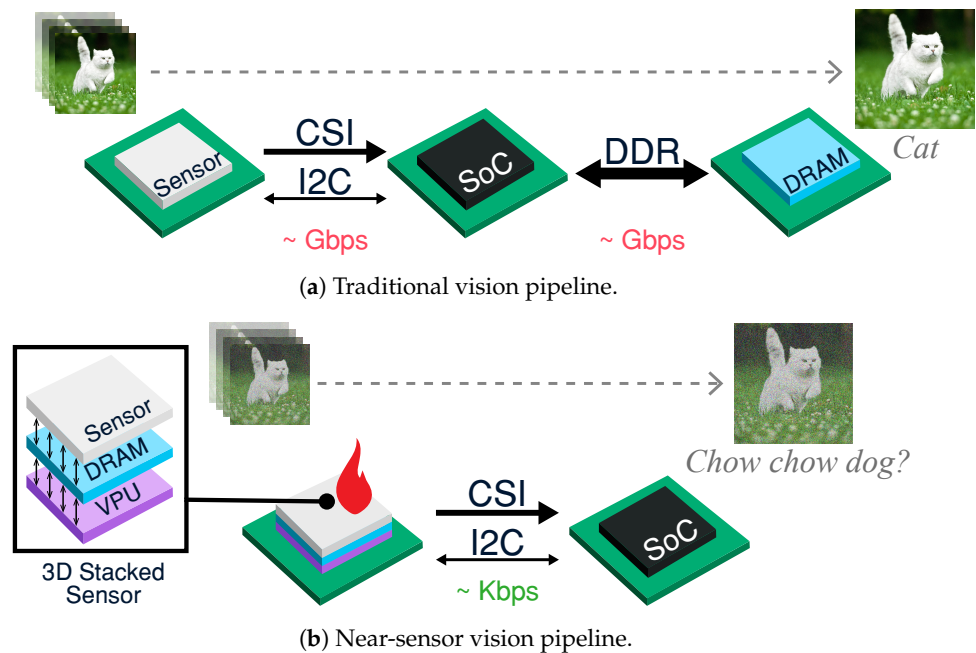 Cat
CSI
Sensor
I2C
SoC
DDR
DRAM
~ Gbps
~ Gbps
(a) Traditional vision pipeline.
Sensor
DRAM
VPU
3D Stacked
Sensor
Chow chow dog?
CSI
I2C
SoC
~ Kbps
(b) Near-sensor vision pipeline.